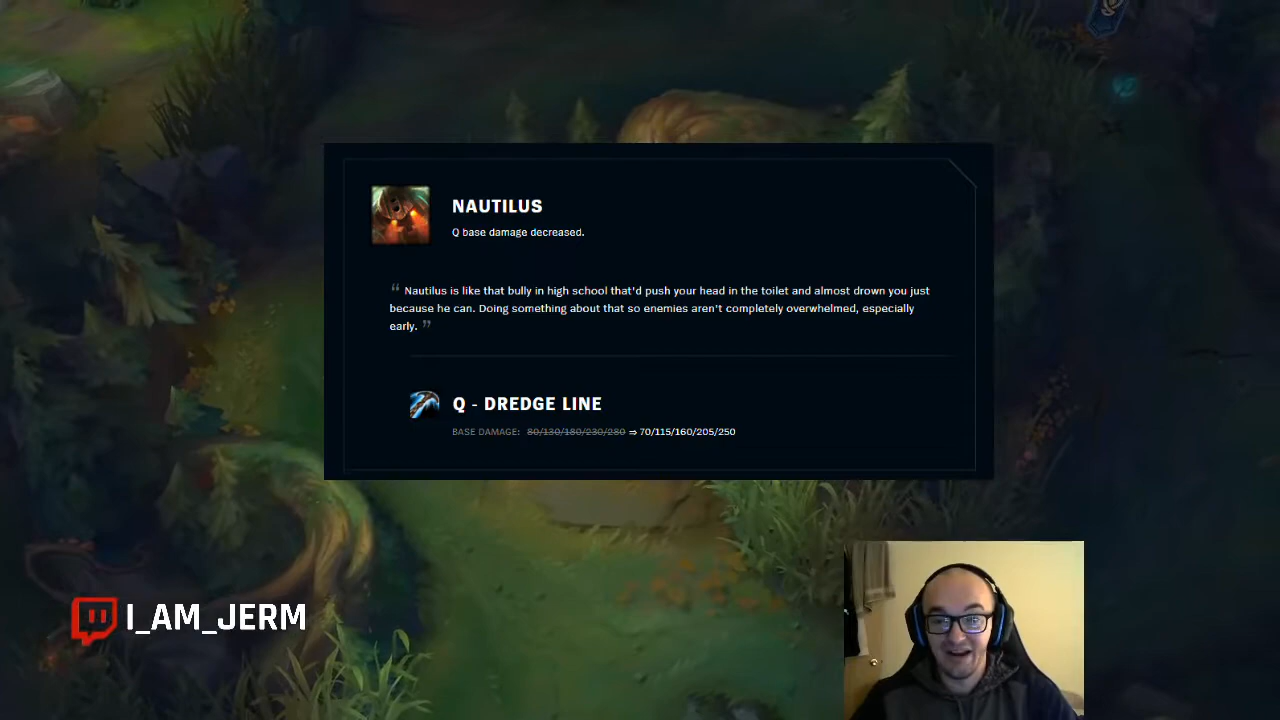 NAUTILUS
Q base damage decreased.
“ Nautilus is like that bully in high school that'd push your head in the toilet and almost drown you just
because he can. Doing something about that so enemies aren't completely overwhelmed, especially
early. ”
Q - DREDGE LINE
BASE DAMAGE: 80/130/180/230/280 ⇒ 70/115/160/205/250
I_AM_JERM